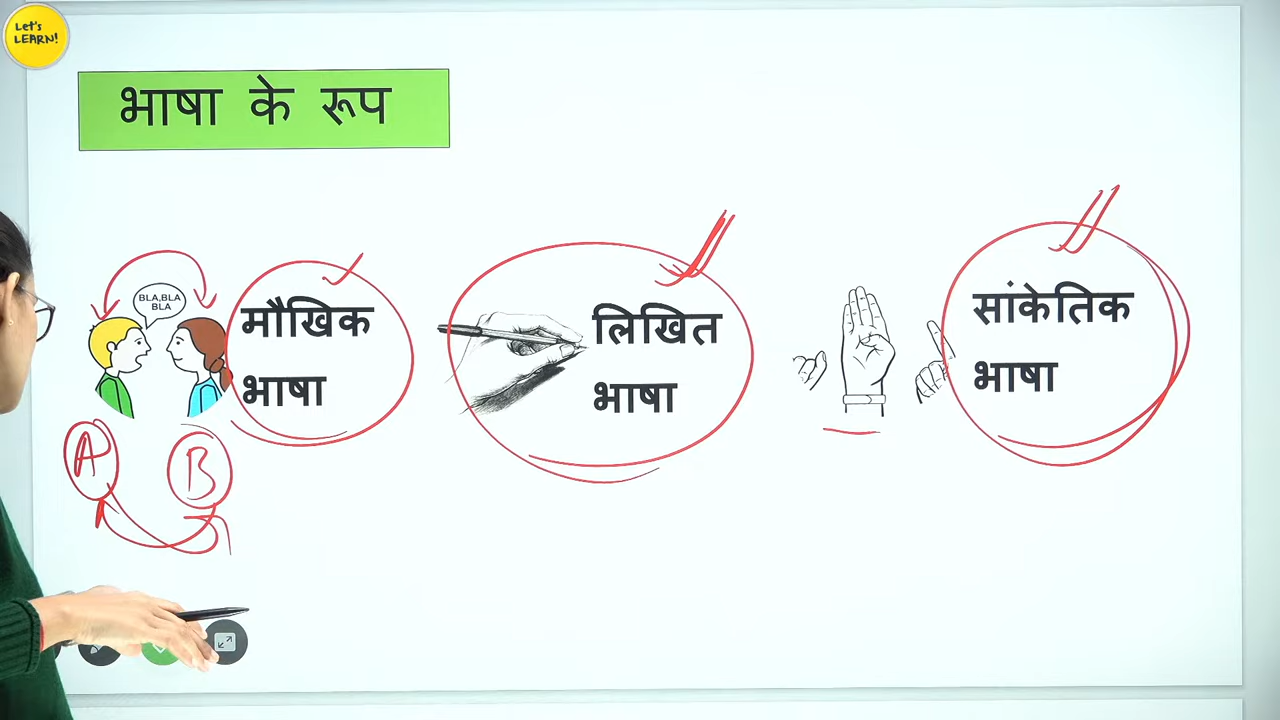 Let's
LEARN!
भाषा के रूप
BLA,BLA
BLA
मौखिक
भाषा
लिखित
भाषा
सांकेतिक
भाषा
A
B